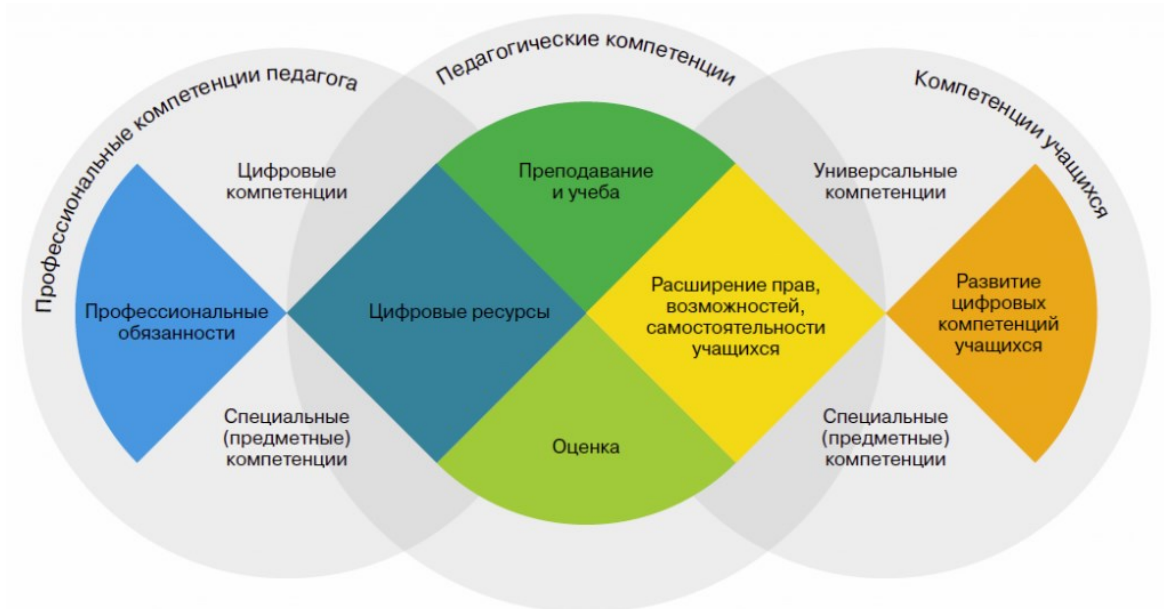 Профессиональные компетенции педагога
Педагогические компетенции
Компетенции учащихся
Цифровые
компетенции
Преподавание
и учеба
Универсальные
компетенции
Профессиональные
обязанности
Цифровые ресурсы
Расширение прав,
возможностей,
самостоятельности
учащихся
Развитие
цифровых
компетенций
учащихся
Специальные
(предметные)
компетенции
Оценка
Специальные
(предметные)
компетенции